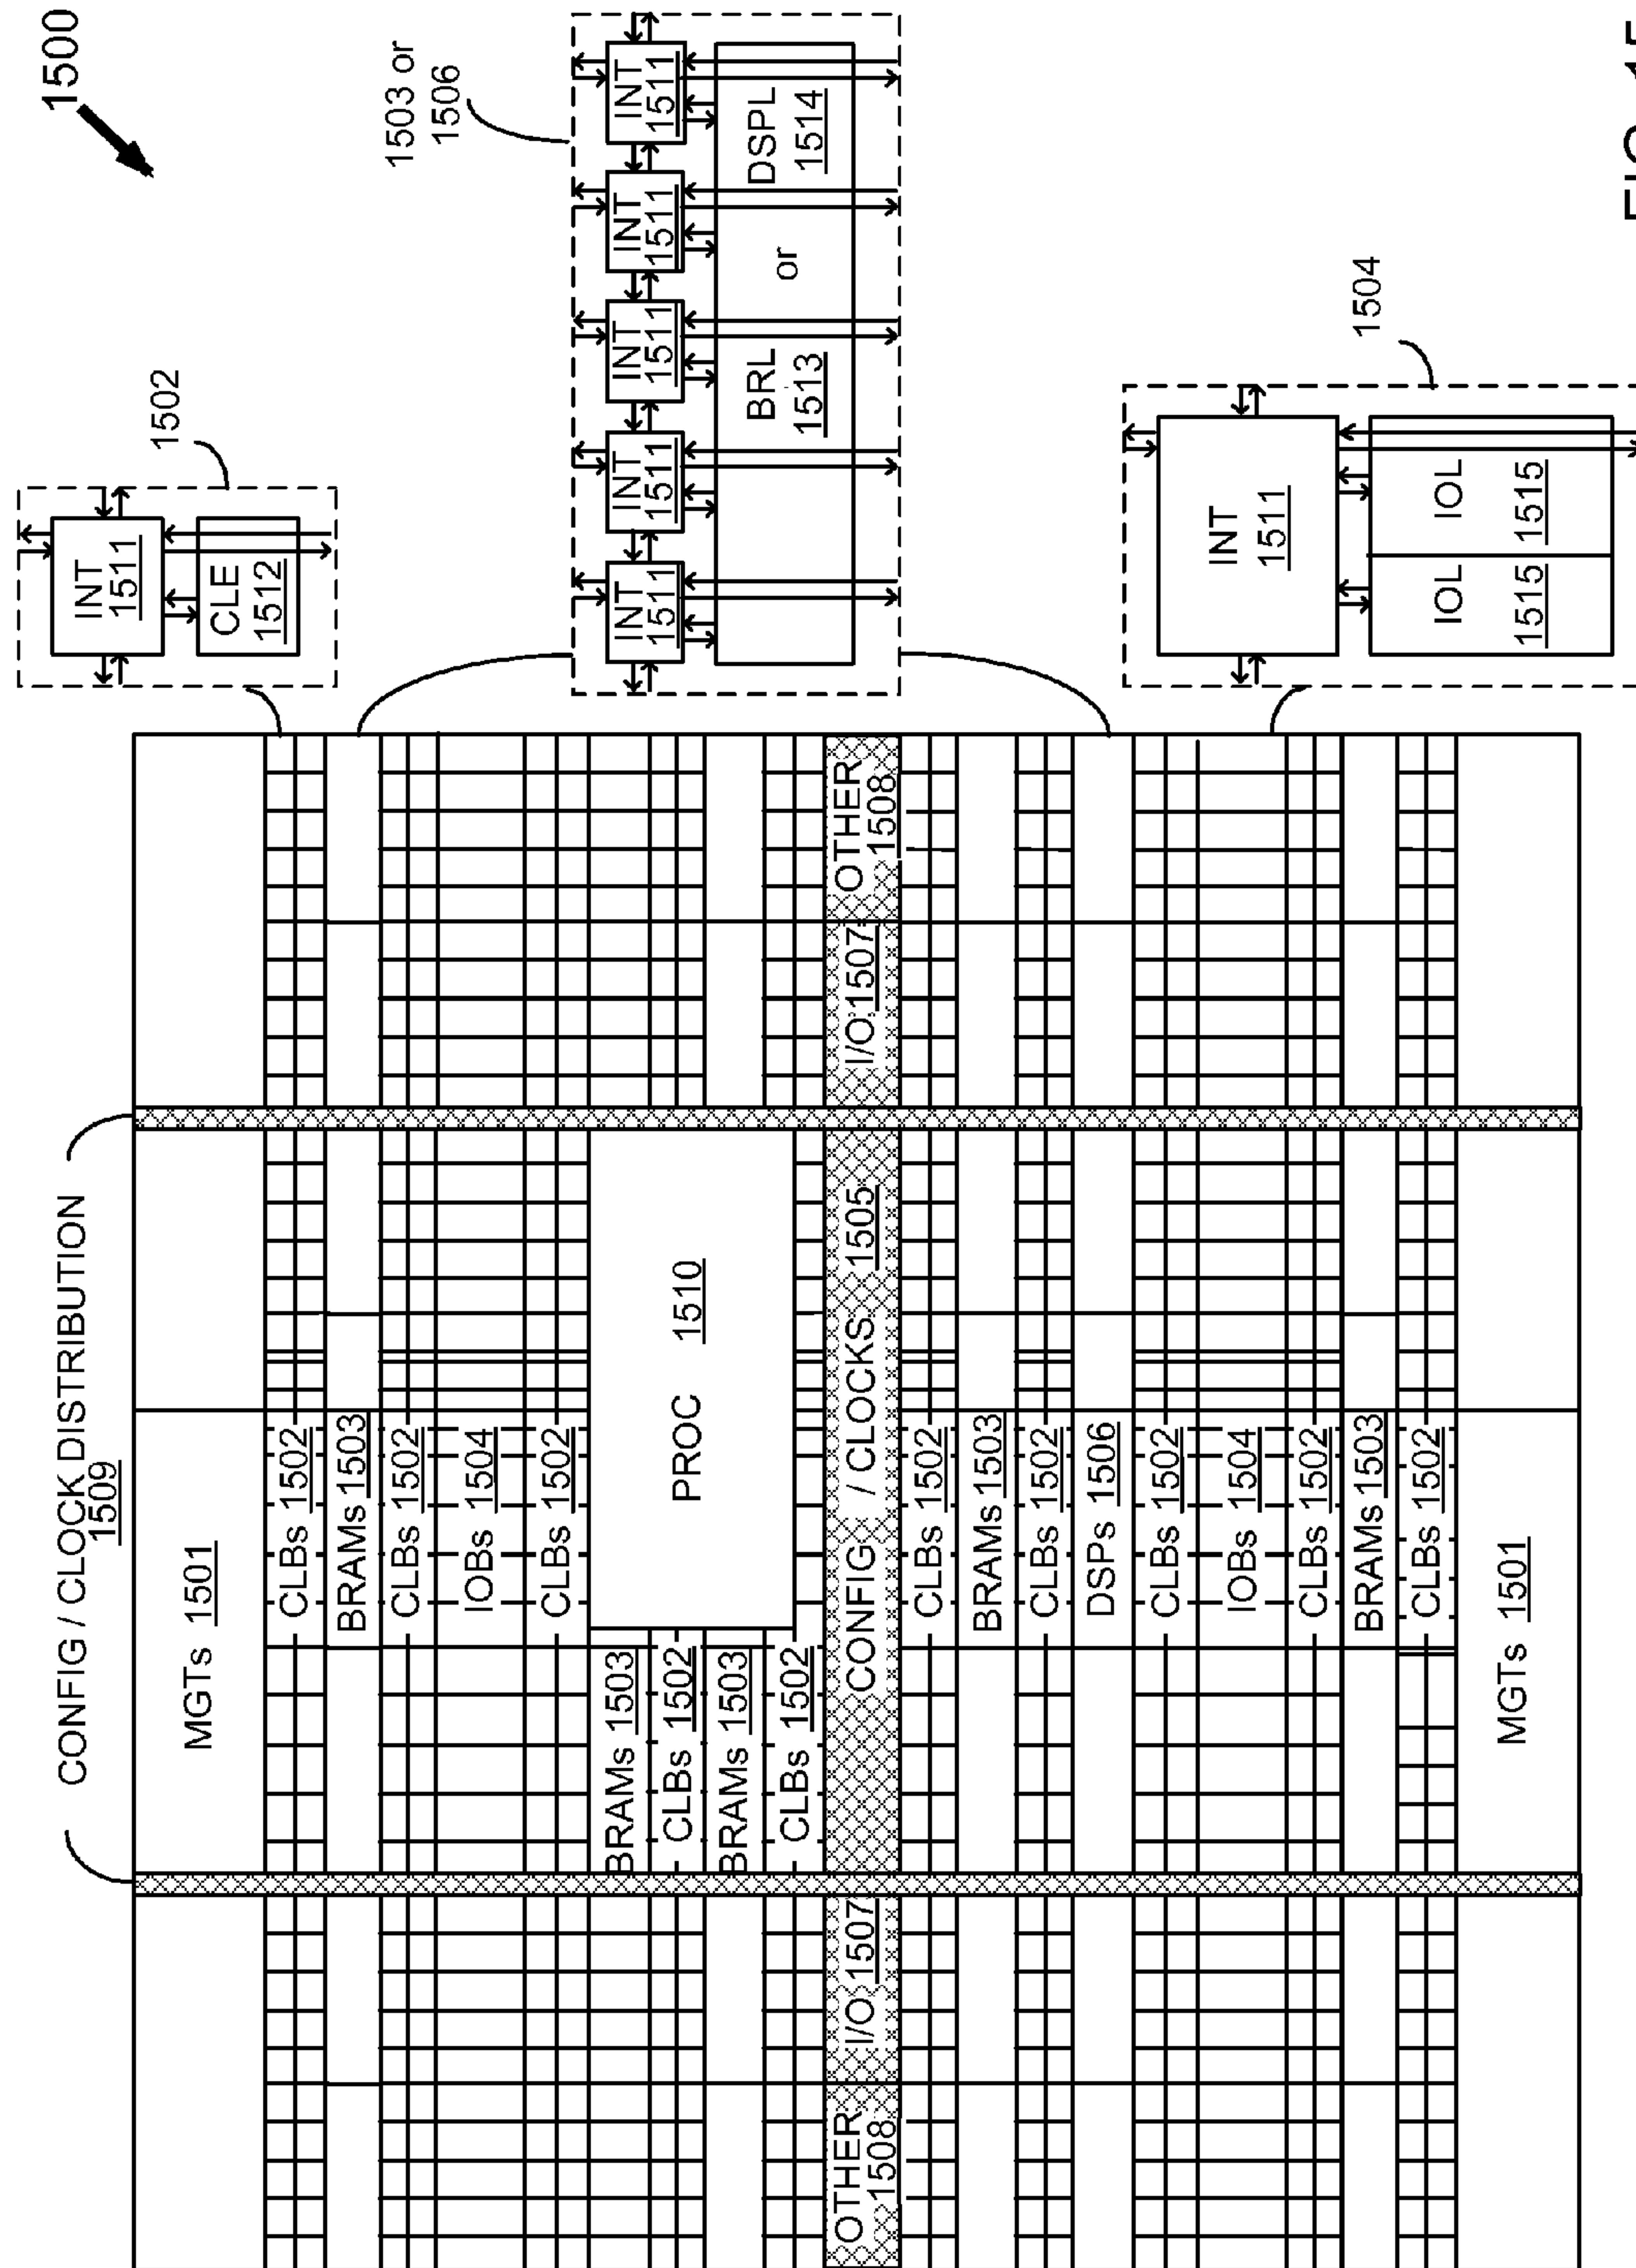 1500
CONFIG / CLOCK DISTRIBUTION
1509
MGTs 1501
CLBs 1502
BRAMs 1503
CLBs 1502
IOBs 1504
CLBs 1502
BRAMs 1503
CLBs 1502
BRAMs 1503
CLBs 1502
PROC 1510
OTHER
1508
I/O 1507
CONFIG / CLOCKS 1505
I/O 1507
OTHER
1508
CLBs 1502
BRAMs 1503
CLBs 1502
DSPs 1506
CLBs 1502
IOBs 1504
CLBs 1502
BRAMs 1503
CLBs 1502
MGTs 1501
INT
1511
CLE
1512
1502
1503 or
1506
INT
1511
INT
1511
INT
1511
INT
1511
INT
1511
BRL
1513
or
DSPL
1514
INT
1511
IOL
1515
IOL
1515
1504
FIG. 15